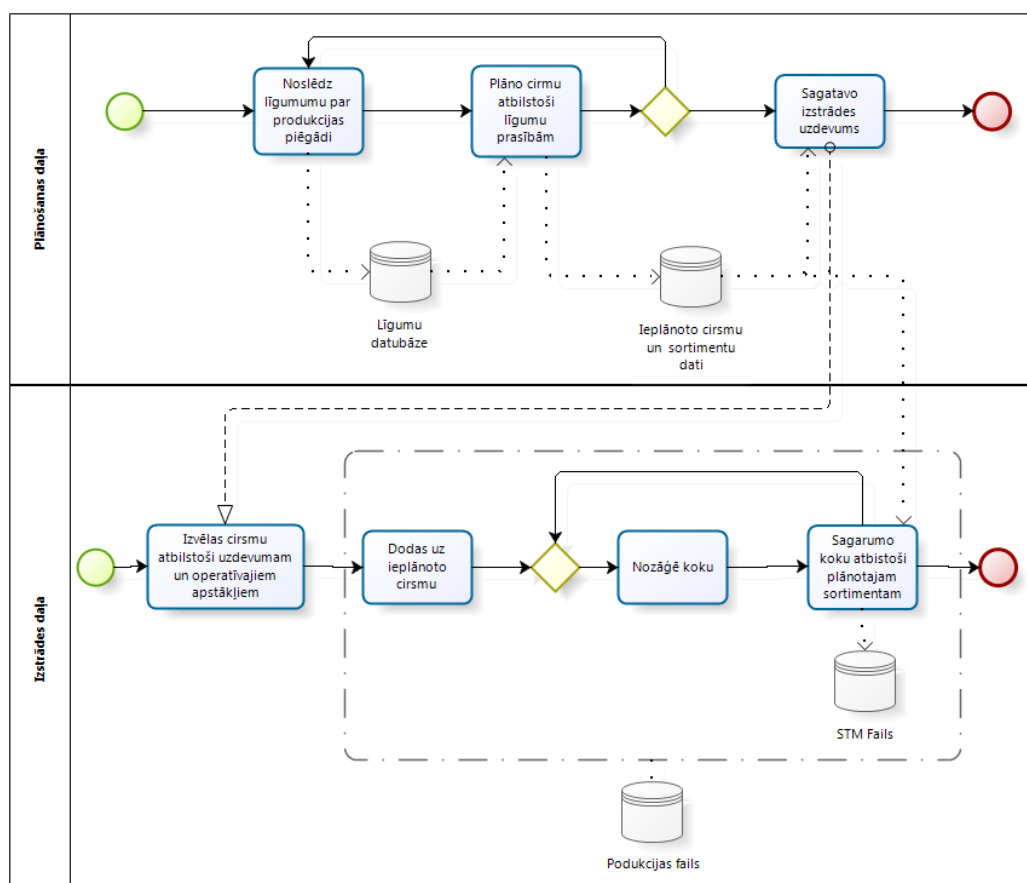 Plānošanas daļa
Noslēdz
līgumumu par
produkcijas
piēgādi
Plāno cirmu
atbilstoši
līgumu
prasībām
Sagatavo
izstrādes
uzdevums
Līgumu
datubāze
Ieplānoto cirsmu
un sortimentu
dati
Izstrādes daļa
Izvēlas cirsmu
atbilstoši uzdevumam
un operatīvajiem
apstākļiem
Dodas uz
ieplānoto
cirsmu
Nozāģē koku
Sagarumo
koku atbistoši
plānotajam
sortimentam
STM Fails
Podukcijas fails